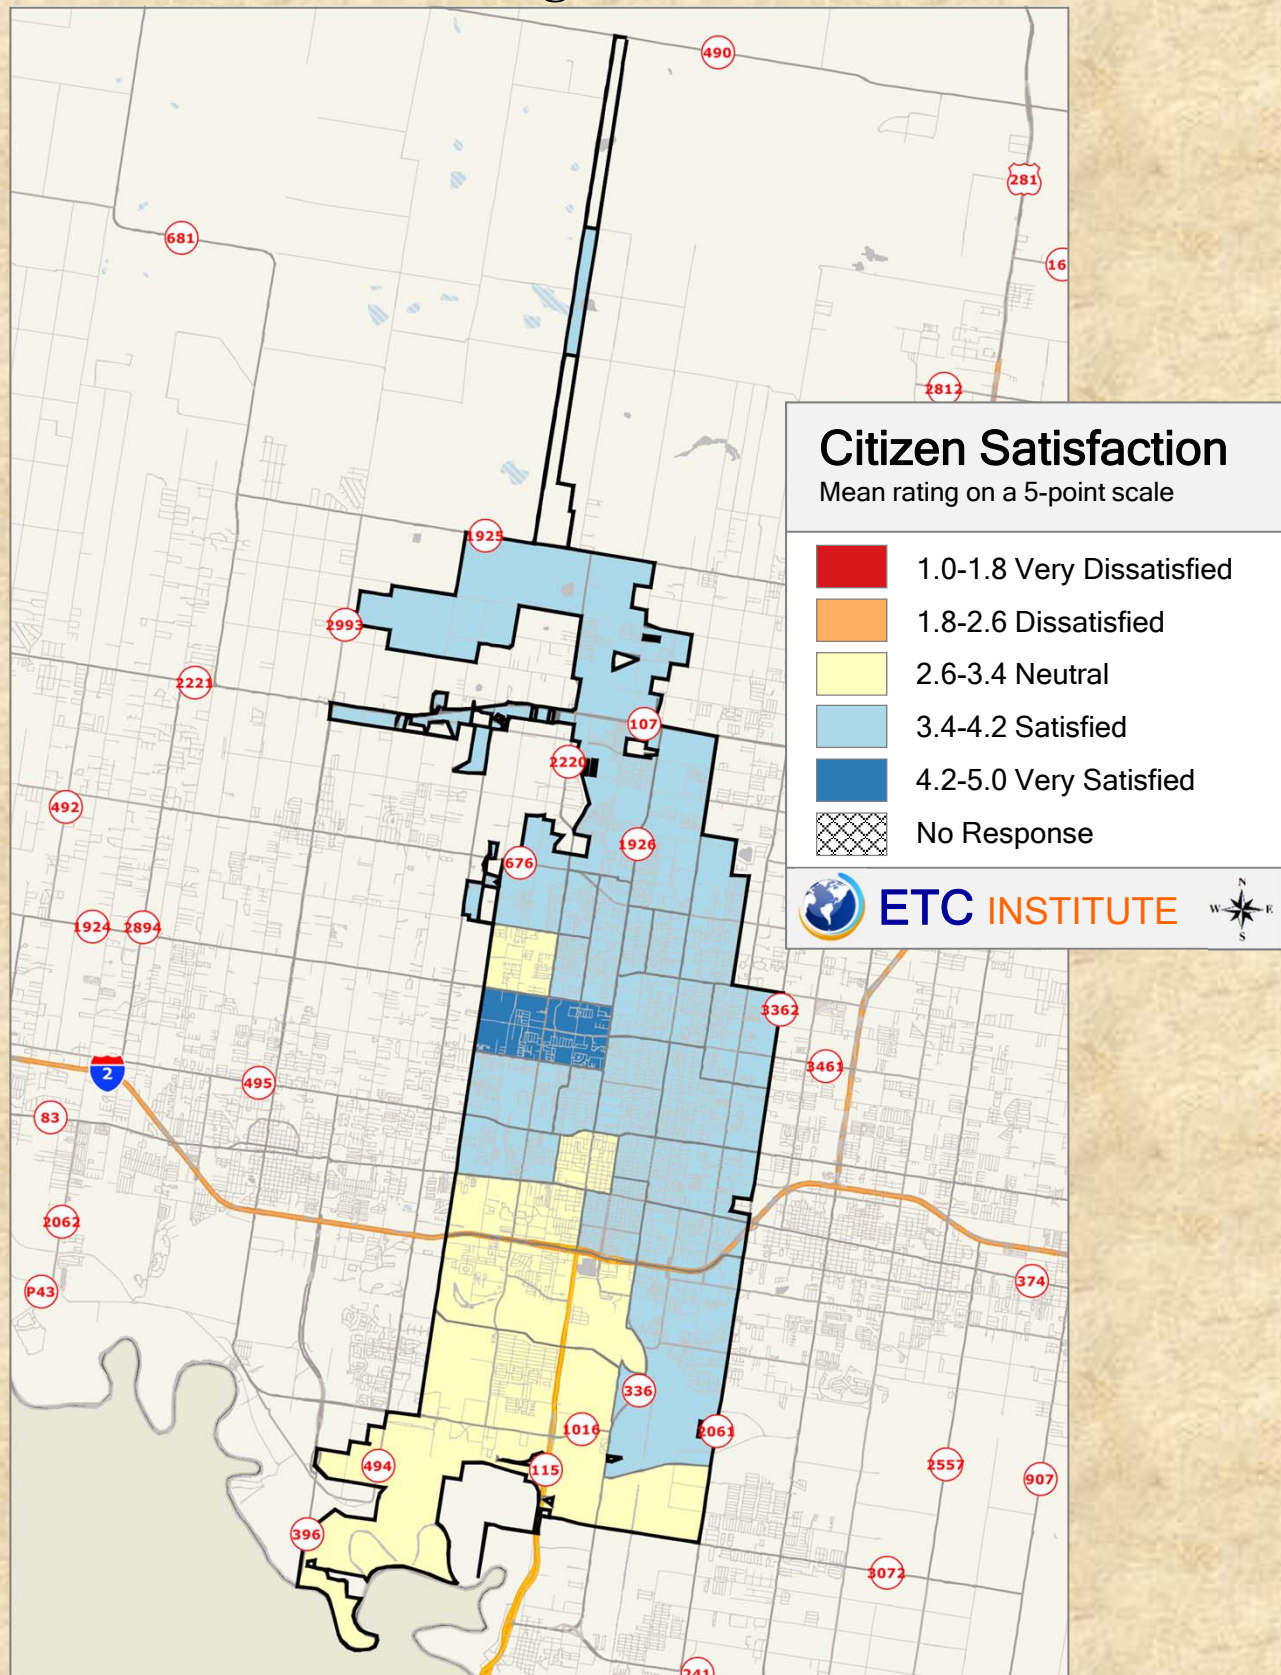 490
281
681
16
2812
Citizen Satisfaction
Mean rating on a 5-point scale
1.0-1.8 Very Dissatisfied
1.8-2.6 Dissatisfied
2.6-3.4 Neutral
3.4-4.2 Satisfied
4.2-5.0 Very Satisfied
No Response
ETC INSTITUTE
N
W E
S
1925
2993
2221
107
2220
492
1926
676
1924
2894
3362
3461
2
495
83
2062
P43
374
336
1016
2061
494
115
2557
907
396
3072
241